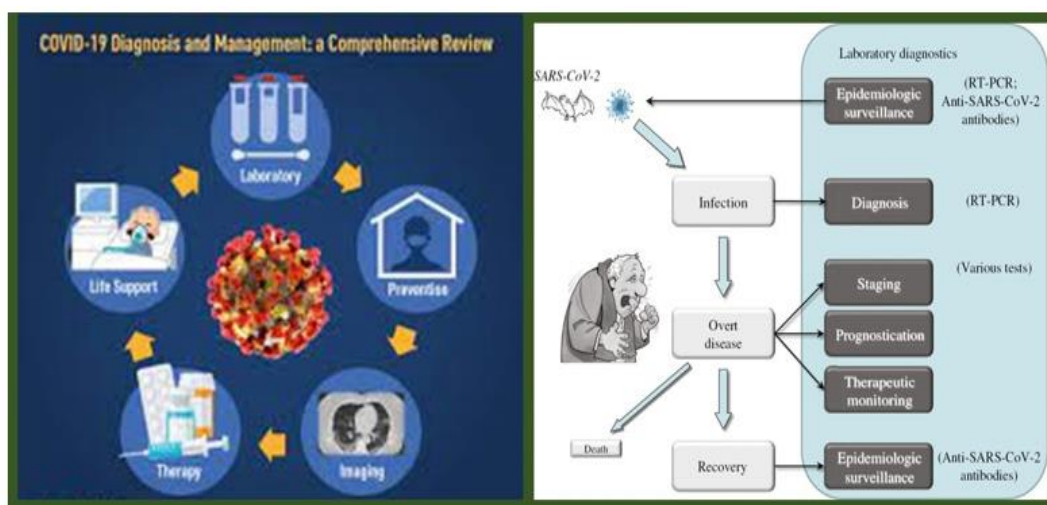 COVID-19 Diagnosis and Management: a Comprehensive Review
Laboratory
Preventive
Imaging
Therapy
Life Support
Laboratory diagnostics
SARS-CoV-2
Epidemiologic
surveillance
(RT-PCR;
Anti-SARS-CoV-2
antibodies)
Infection
Diagnosis
(RT-PCR)
Overt
disease
Staging
(Various tests)
Prognostication
Therapeutic
monitoring
Death
Recovery
Epidemiologic
surveillance
(Anti-SARS-CoV-2
antibodies)